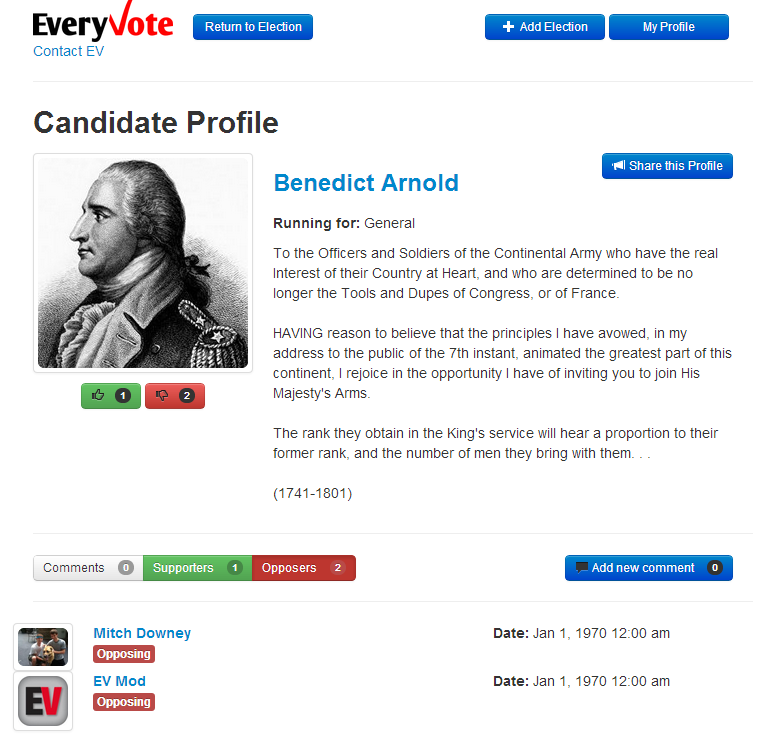 EveryVote
Return to Election
Add Election
My Profile
Contact EV
Candidate Profile
Share this Profile
Benedict Arnold
Running for: General
To the Officers and Soldiers of the Continental Army who have the real
Interest of their Country at Heart, and who are determined to be no
longer the Tools and Dupes of Congress, or of France.
HAVING reason to believe that the principles I have avowed, in my
address to the public of the 7th instant, animated the greatest part of this
continent, I rejoice in the opportunity I have of inviting you to join His
Majesty's Arms.
The rank they obtain in the King's service will hear a proportion to their
former rank, and the number of men they bring with them. . .
(1741-1801)
1
2
Comments 0
Supporters 1
Opposers 2
Add new comment 0
Mitch Downey
Date: Jan 1, 1970 12:00 am
Opposing
EV
EV Mod
Date: Jan 1, 1970 12:00 am
Opposing